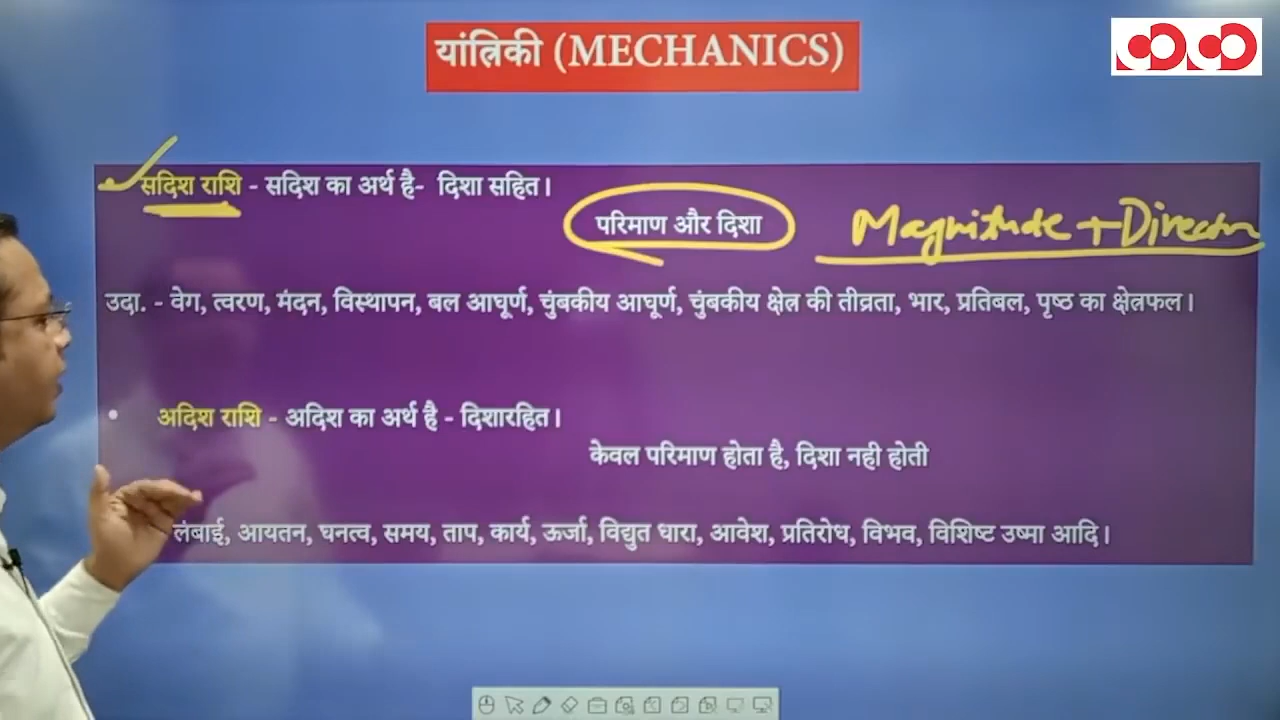 यांत्रिकी (MECHANICS)
सदिश राशि - सदिश का अर्थ है- दिशा सहित।
परिमाण और दिशा Magnitude + Direction
उदा. - वेग, त्वरण, मंदन, विस्थापन, बल आघूर्ण, चुंबकीय आघूर्ण, चुंबकीय क्षेत्र की तीव्रता, भार, प्रतिबल, पृष्ठ का क्षेत्रफल।
• अदिश राशि - अदिश का अर्थ है - दिशारहित।
केवल परिमाण होता है, दिशा नही होती
लंबाई, आयतन, घनत्व, समय, ताप, कार्य, ऊर्जा, विद्युत धारा, आवेश, प्रतिरोध, विभव, विशिष्ट उष्मा आदि।